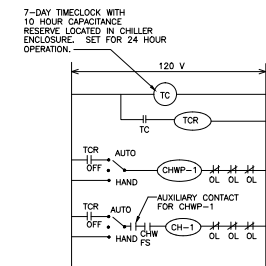 7-DAY TIMECLOCK WITH
10 HOUR CAPACITANCE
RESERVE LOCATED IN CHILLER
ENCLOSURE. SET FOR 24 HOUR
OPERATION.
120 V
TC
TC
TCR
TCR
AUTO
OFF
HAND
CHWP-1
OL OL OL
AUXILIARY CONTACT
FOR CHWP-1
TCR
AUTO
OFF
HAND
CHW
FS
CH-1
OL OL OL